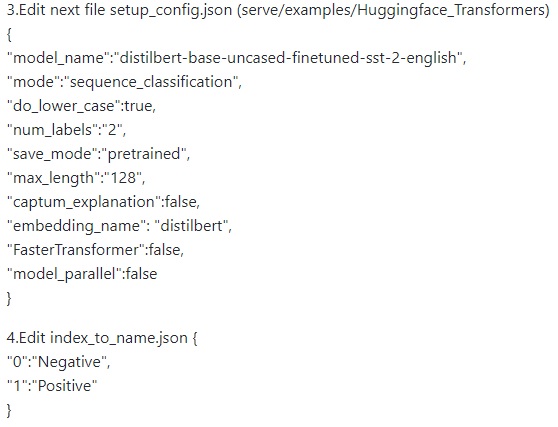 3.Edit next file setup_config.json (serve/examples/Huggingface_Transformers)
{
"model_name":"distilbert-base-uncased-finetuned-sst-2-english",
"mode":"sequence_classification",
"do_lower_case":true,
"num_labels":"2",
"save_mode":"pretrained",
"max_length":"128",
"captum_explanation":false,
"embedding_name": "distilbert",
"FasterTransformer":false,
"model_parallel":false
}
4.Edit index_to_name.json {
"0":"Negative",
"1":"Positive"
}